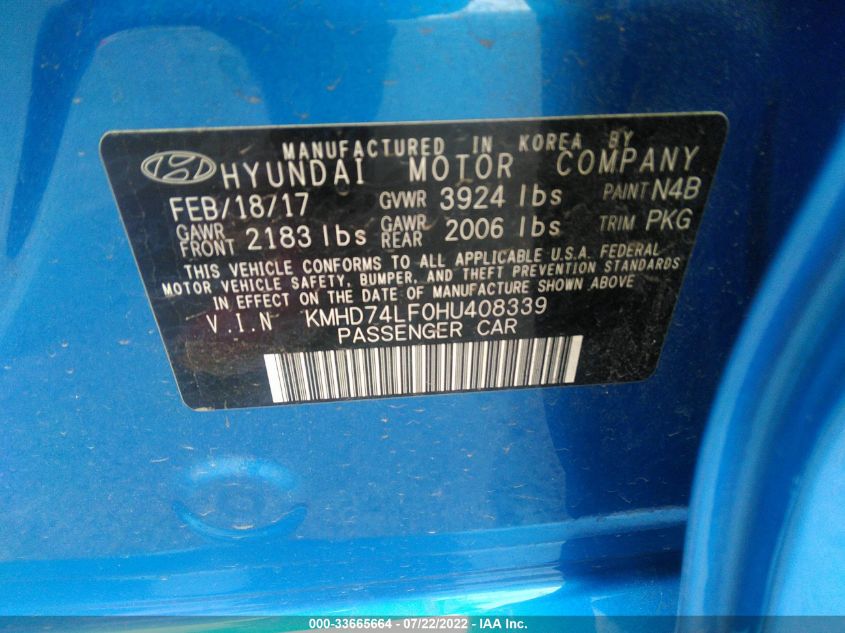 MANUFACTURED IN KOREA BY
HYUNDAI MOTOR COMPANY
FEB/18/17 GVWR 3924 lbs PAINT N4B
GAWR FRONT 2183 lbs GAWR REAR 2006 lbs TRIM PKG
THIS VEHICLE CONFORMS TO ALL APPLICABLE U.S.A. FEDERAL
MOTOR VEHICLE SAFETY, BUMPER, AND THEFT PREVENTION STANDARDS
IN EFFECT ON THE DATE OF MANUFACTURE SHOWN ABOVE
V.I.N KMHD74LF0HU408339
PASSENGER CAR
000-33665664 - 07/22/2022 - IAA Inc.